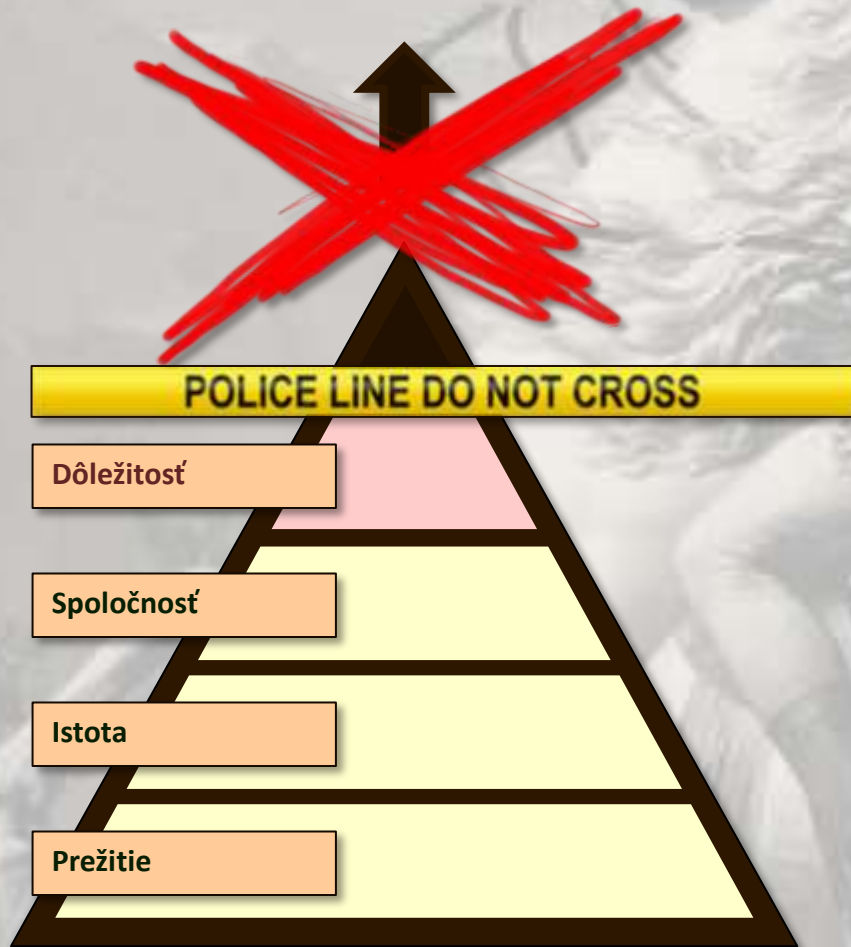 POLICE LINE DO NOT CROSS
Dôležitosť
Spoločnosť
Istota
Prežitie